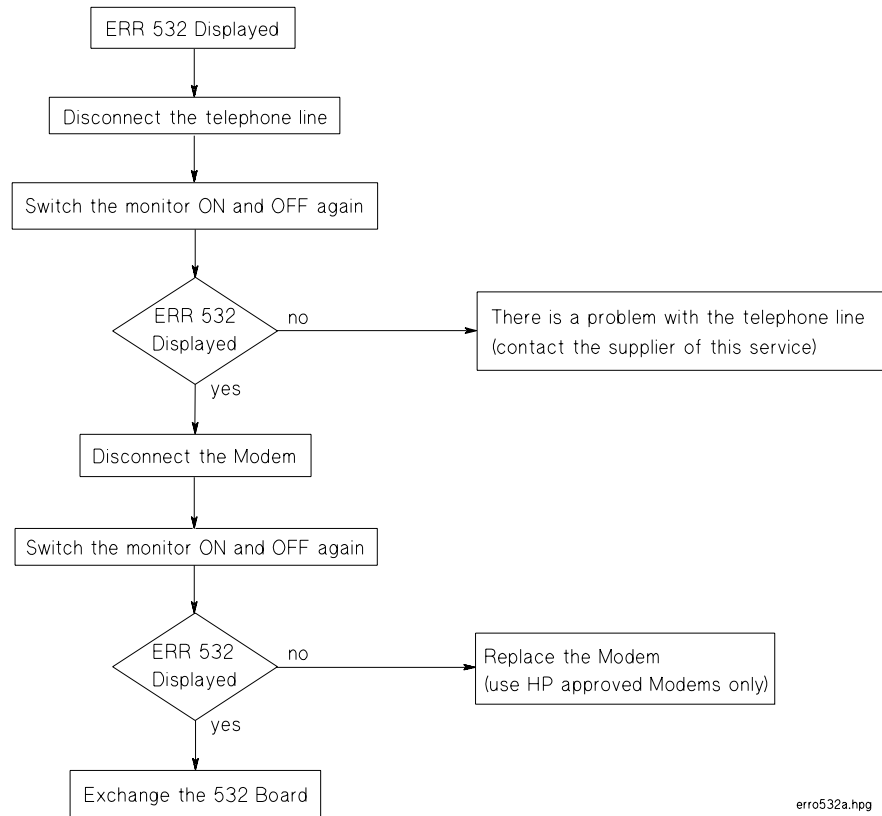 ERR 532 Displayed
Disconnect the telephone line
Switch the monitor ON and OFF again
ERR 532
Displayed
no
There is a problem with the telephone line
(contact the supplier of this service)
yes
Disconnect the Modem
Switch the monitor ON and OFF again
ERR 532
Displayed
no
Replace the Modem
(use HP approved Modems only)
yes
Exchange the 532 Board
erro532a.hpg